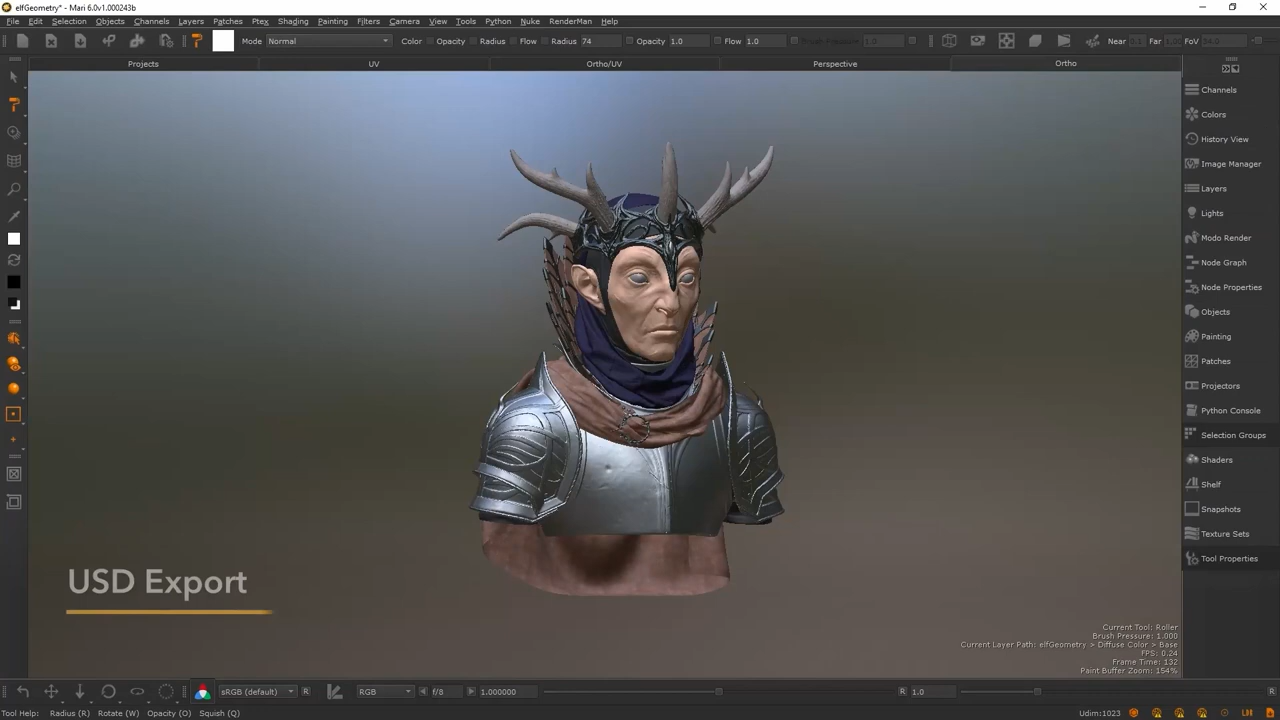 elfGeometry* - Mari 6.0v1.000243b
File Edit Selection Objects Channels Layers Patches Ptex Shading Painting Filters Camera View Tools Python Nuke RenderMan Help
Mode Normal Color Opacity Radius Flow Radius 74 Opacity 1.0 Flow 1.0 Brush Pressure 1.0 Near 0.1 Far FoV
Projects UV Ortho/UV Perspective Ortho
Channels
Colors
History View
Image Manager
Layers
Lights
Modo Render
Node Graph
Node Properties
Objects
Painting
Patches
Projectors
Python Console
Selection Groups
Shaders
Shelf
Snapshots
Texture Sets
Tool Properties
USD Export
Current Tool: Roller
Brush Pressure: 1.000
Current Layer Path: elfGeometry > Diffuse Color > Base
FPS: 0.24
Frame Time: 132
Paint Buffer Zoom: 154%
sRGB (default) R RGB f/8 1.000000 R 1.0
Tool Help: Radius (R) Rotate (W) Opacity (O) Squish (Q) Udim:1023